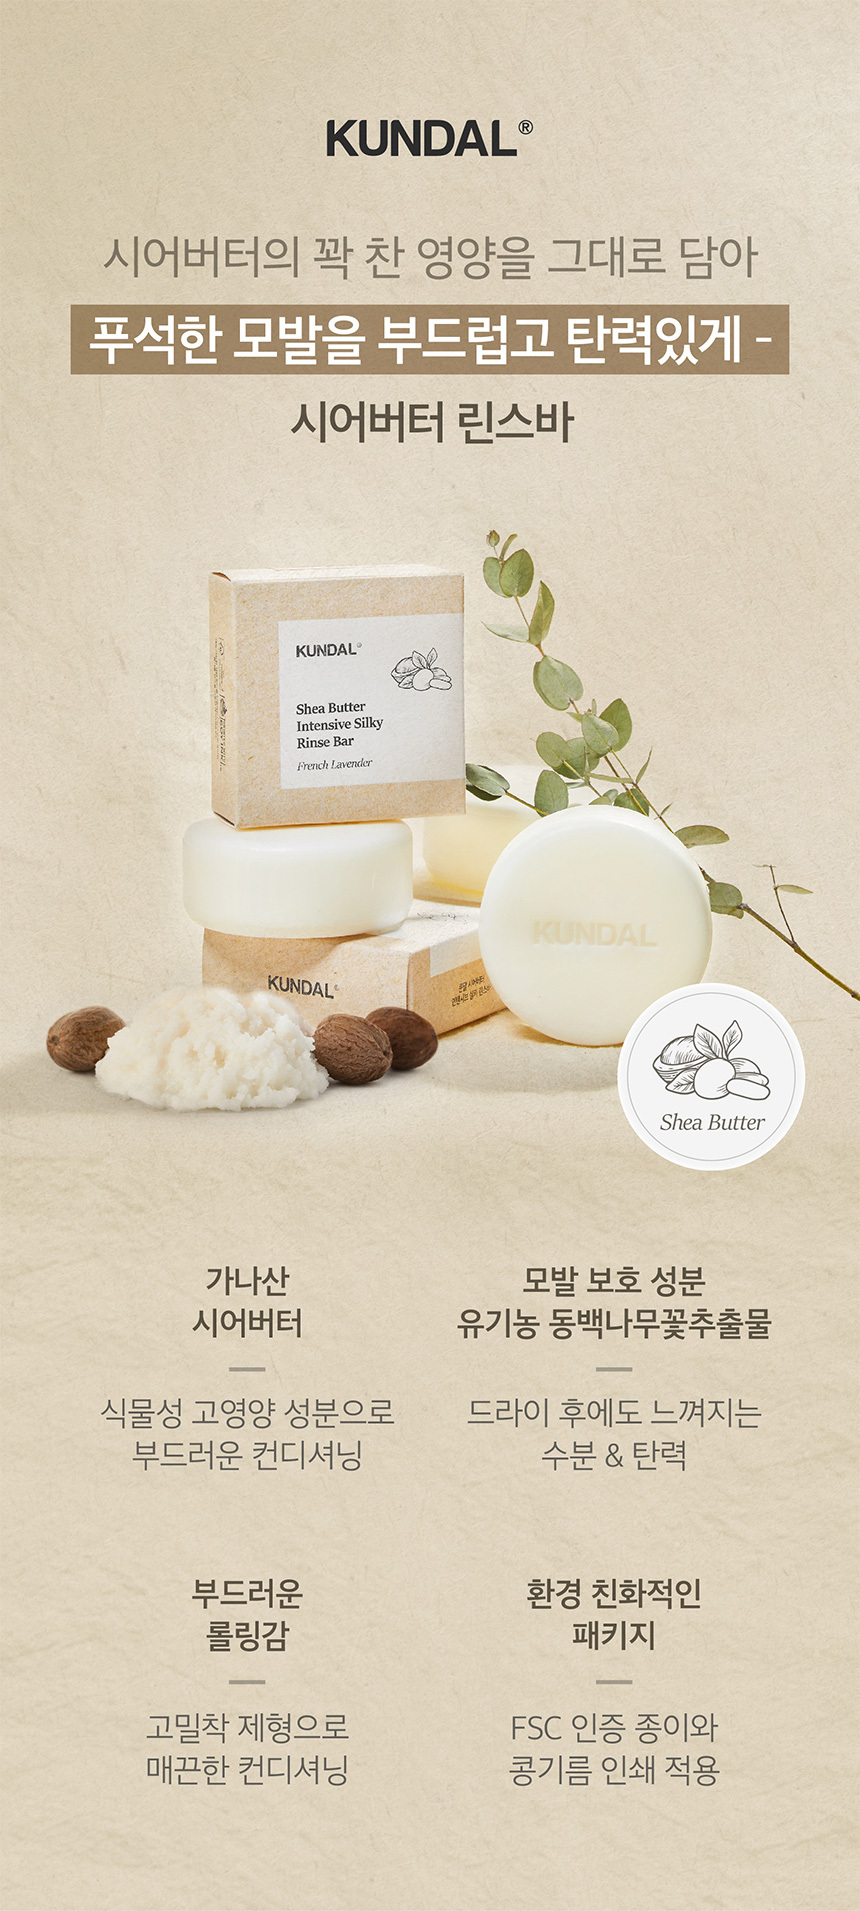 KUNDAL®
시어버터의 꽉 찬 영양을 그대로 담아
푸석한 모발을 부드럽고 탄력있게 -
시어버터 린스바
KUNDAL®
Shea Butter
Intensive Silky
Rinse Bar
French Lavender
KUNDAL
KUNDAL®
Shea Butter
가나산
시어버터
식물성 고영양 성분으로
부드러운 컨디셔닝
모발 보호 성분
유기농 동백나무꽃추출물
드라이 후에도 느껴지는
수분 & 탄력
부드러운
롤링감
고밀착 제형으로
매끈한 컨디셔닝
환경 친화적인
패키지
FSC 인증 종이와
콩기름 인쇄 적용